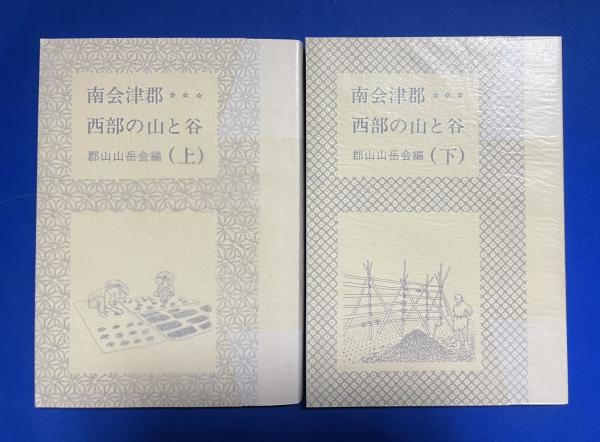 南会津郡☆☆☆
西部の山と谷
郡山山岳会編(上)
南会津郡☆☆☆
西部の山と谷
郡山山岳会編(下)